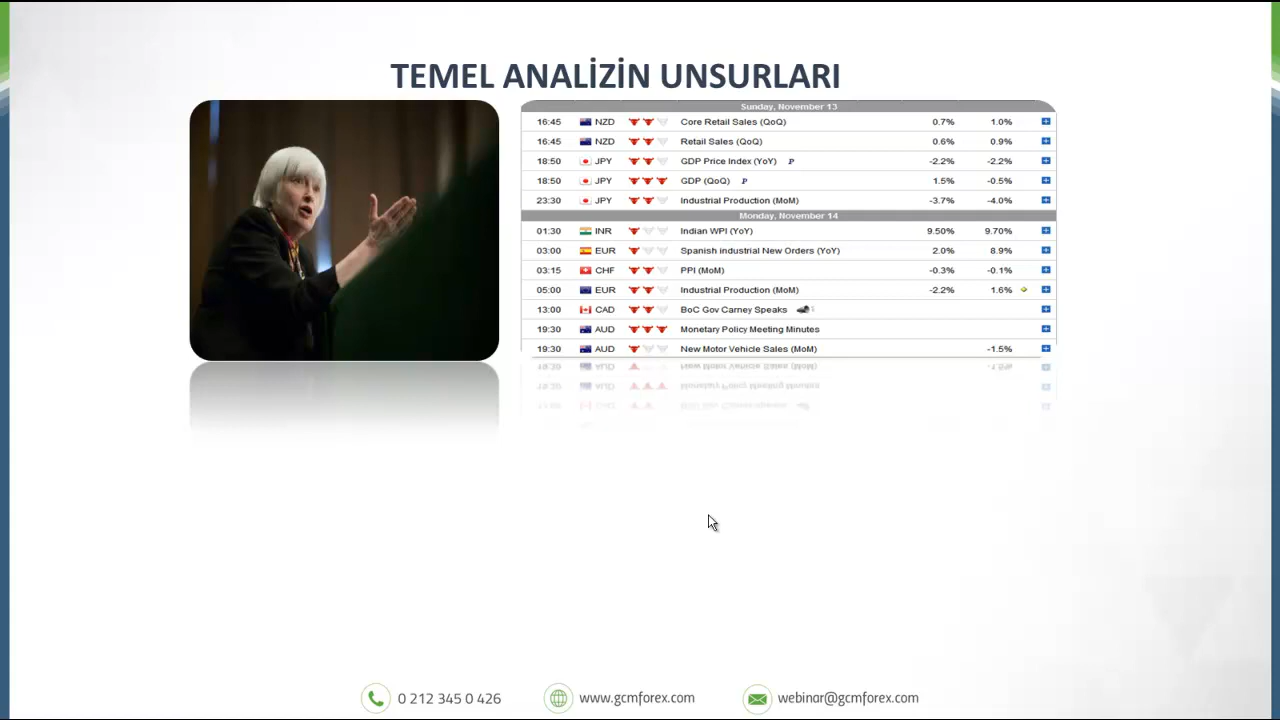 TEMEL ANALİZİN UNSURLARI
Sunday, November 13
16:45 NZD Core Retail Sales (QoQ) 0.7% 1.0%
16:45 NZD Retail Sales (QoQ) 0.6% 0.9%
18:50 JPY GDP Price Index (YoY) P -2.2% -2.2%
18:50 JPY GDP (QoQ) P 1.5% -0.5%
23:30 JPY Industrial Production (MoM) -3.7% -4.0%
Monday, November 14
01:30 INR Indian WPI (YoY) 9.50% 9.70%
03:00 EUR Spanish industrial New Orders (YoY) 2.0% 8.9%
03:15 CHF PPI (MoM) -0.3% -0.1%
05:00 EUR Industrial Production (MoM) -2.2% 1.6%
13:00 CAD BoC Gov Carney Speaks
19:30 AUD Monetary Policy Meeting Minutes
19:30 AUD New Motor Vehicle Sales (MoM) -1.5%
0 212 345 0 426 www.gcmforex.com webinar@gcmforex.com